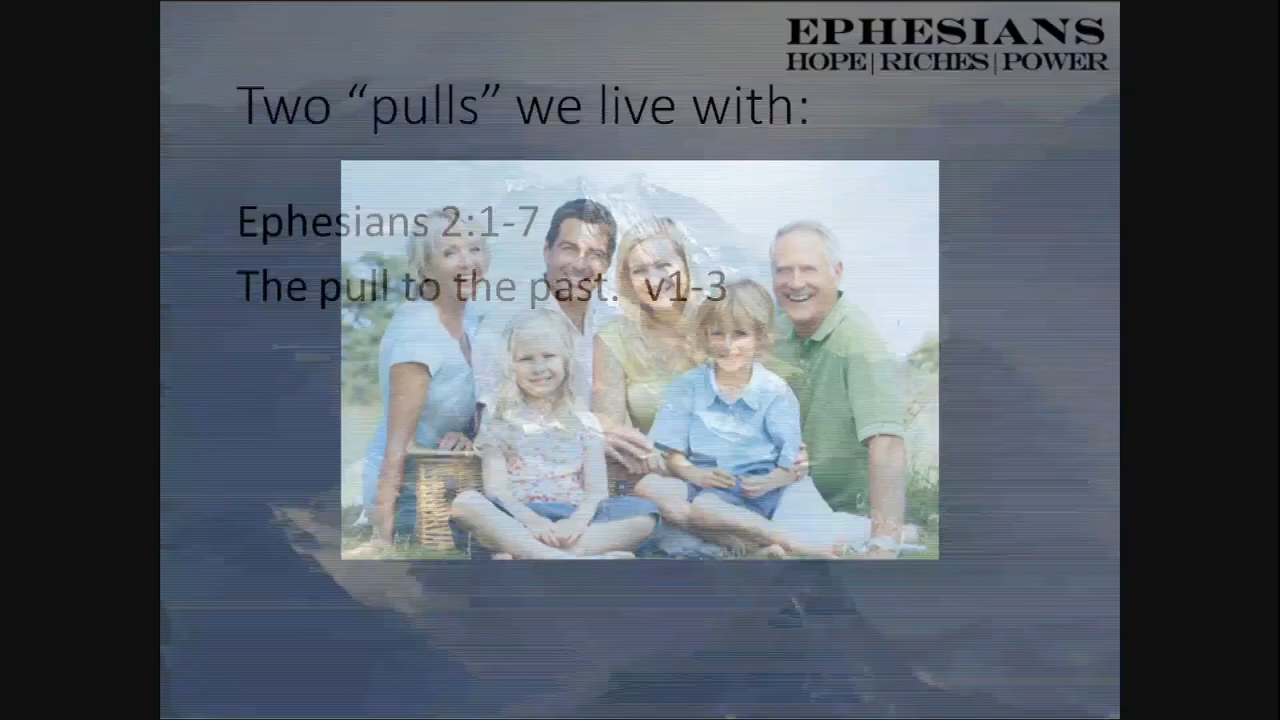 EPHESIANS
HOPE|RICHES|POWER
Two “pulls” we live with:
Ephesians 2:1-7
The pull to the past.  v1-3